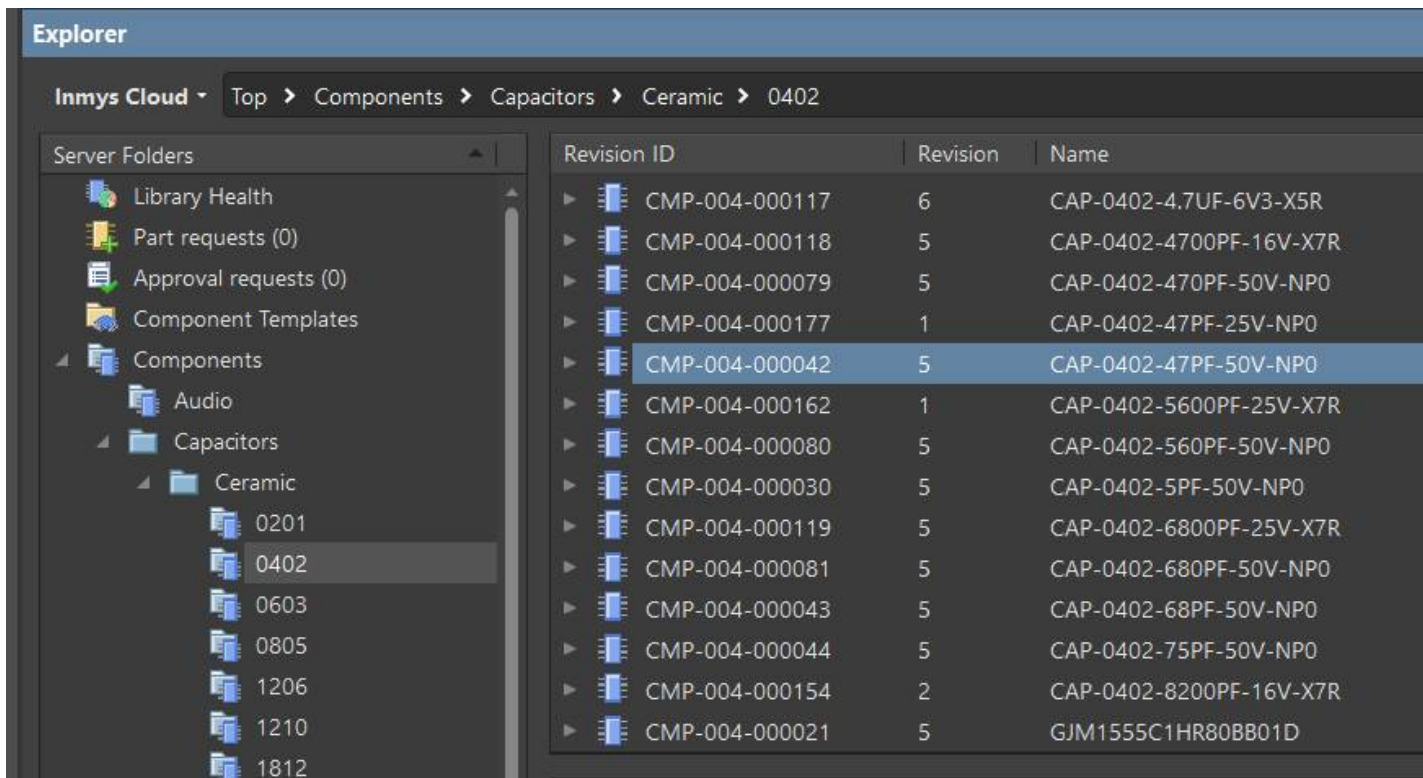 Explorer
Inmys Cloud Top > Components > Capacitors > Ceramic > 0402
Server Folders
Library Health
Part requests (0)
Approval requests (0)
Component Templates
Components
Audio
Capacitors
Ceramic
0201
0402
0603
0805
1206
1210
1812
Revision ID Revision Name
CMP-004-000117 6 CAP-0402-4.7UF-6V3-X5R
CMP-004-000118 5 CAP-0402-4700PF-16V-X7R
CMP-004-000079 5 CAP-0402-470PF-50V-NP0
CMP-004-000177 1 CAP-0402-47PF-25V-NP0
CMP-004-000042 5 CAP-0402-47PF-50V-NP0
CMP-004-000162 1 CAP-0402-5600PF-25V-X7R
CMP-004-000080 5 CAP-0402-560PF-50V-NP0
CMP-004-000030 5 CAP-0402-5PF-50V-NP0
CMP-004-000119 5 CAP-0402-6800PF-25V-X7R
CMP-004-000081 5 CAP-0402-680PF-50V-NP0
CMP-004-000043 5 CAP-0402-68PF-50V-NP0
CMP-004-000044 5 CAP-0402-75PF-50V-NP0
CMP-004-000154 2 CAP-0402-8200PF-16V-X7R
CMP-004-000021 5 GJM1555C1HR80BB01D